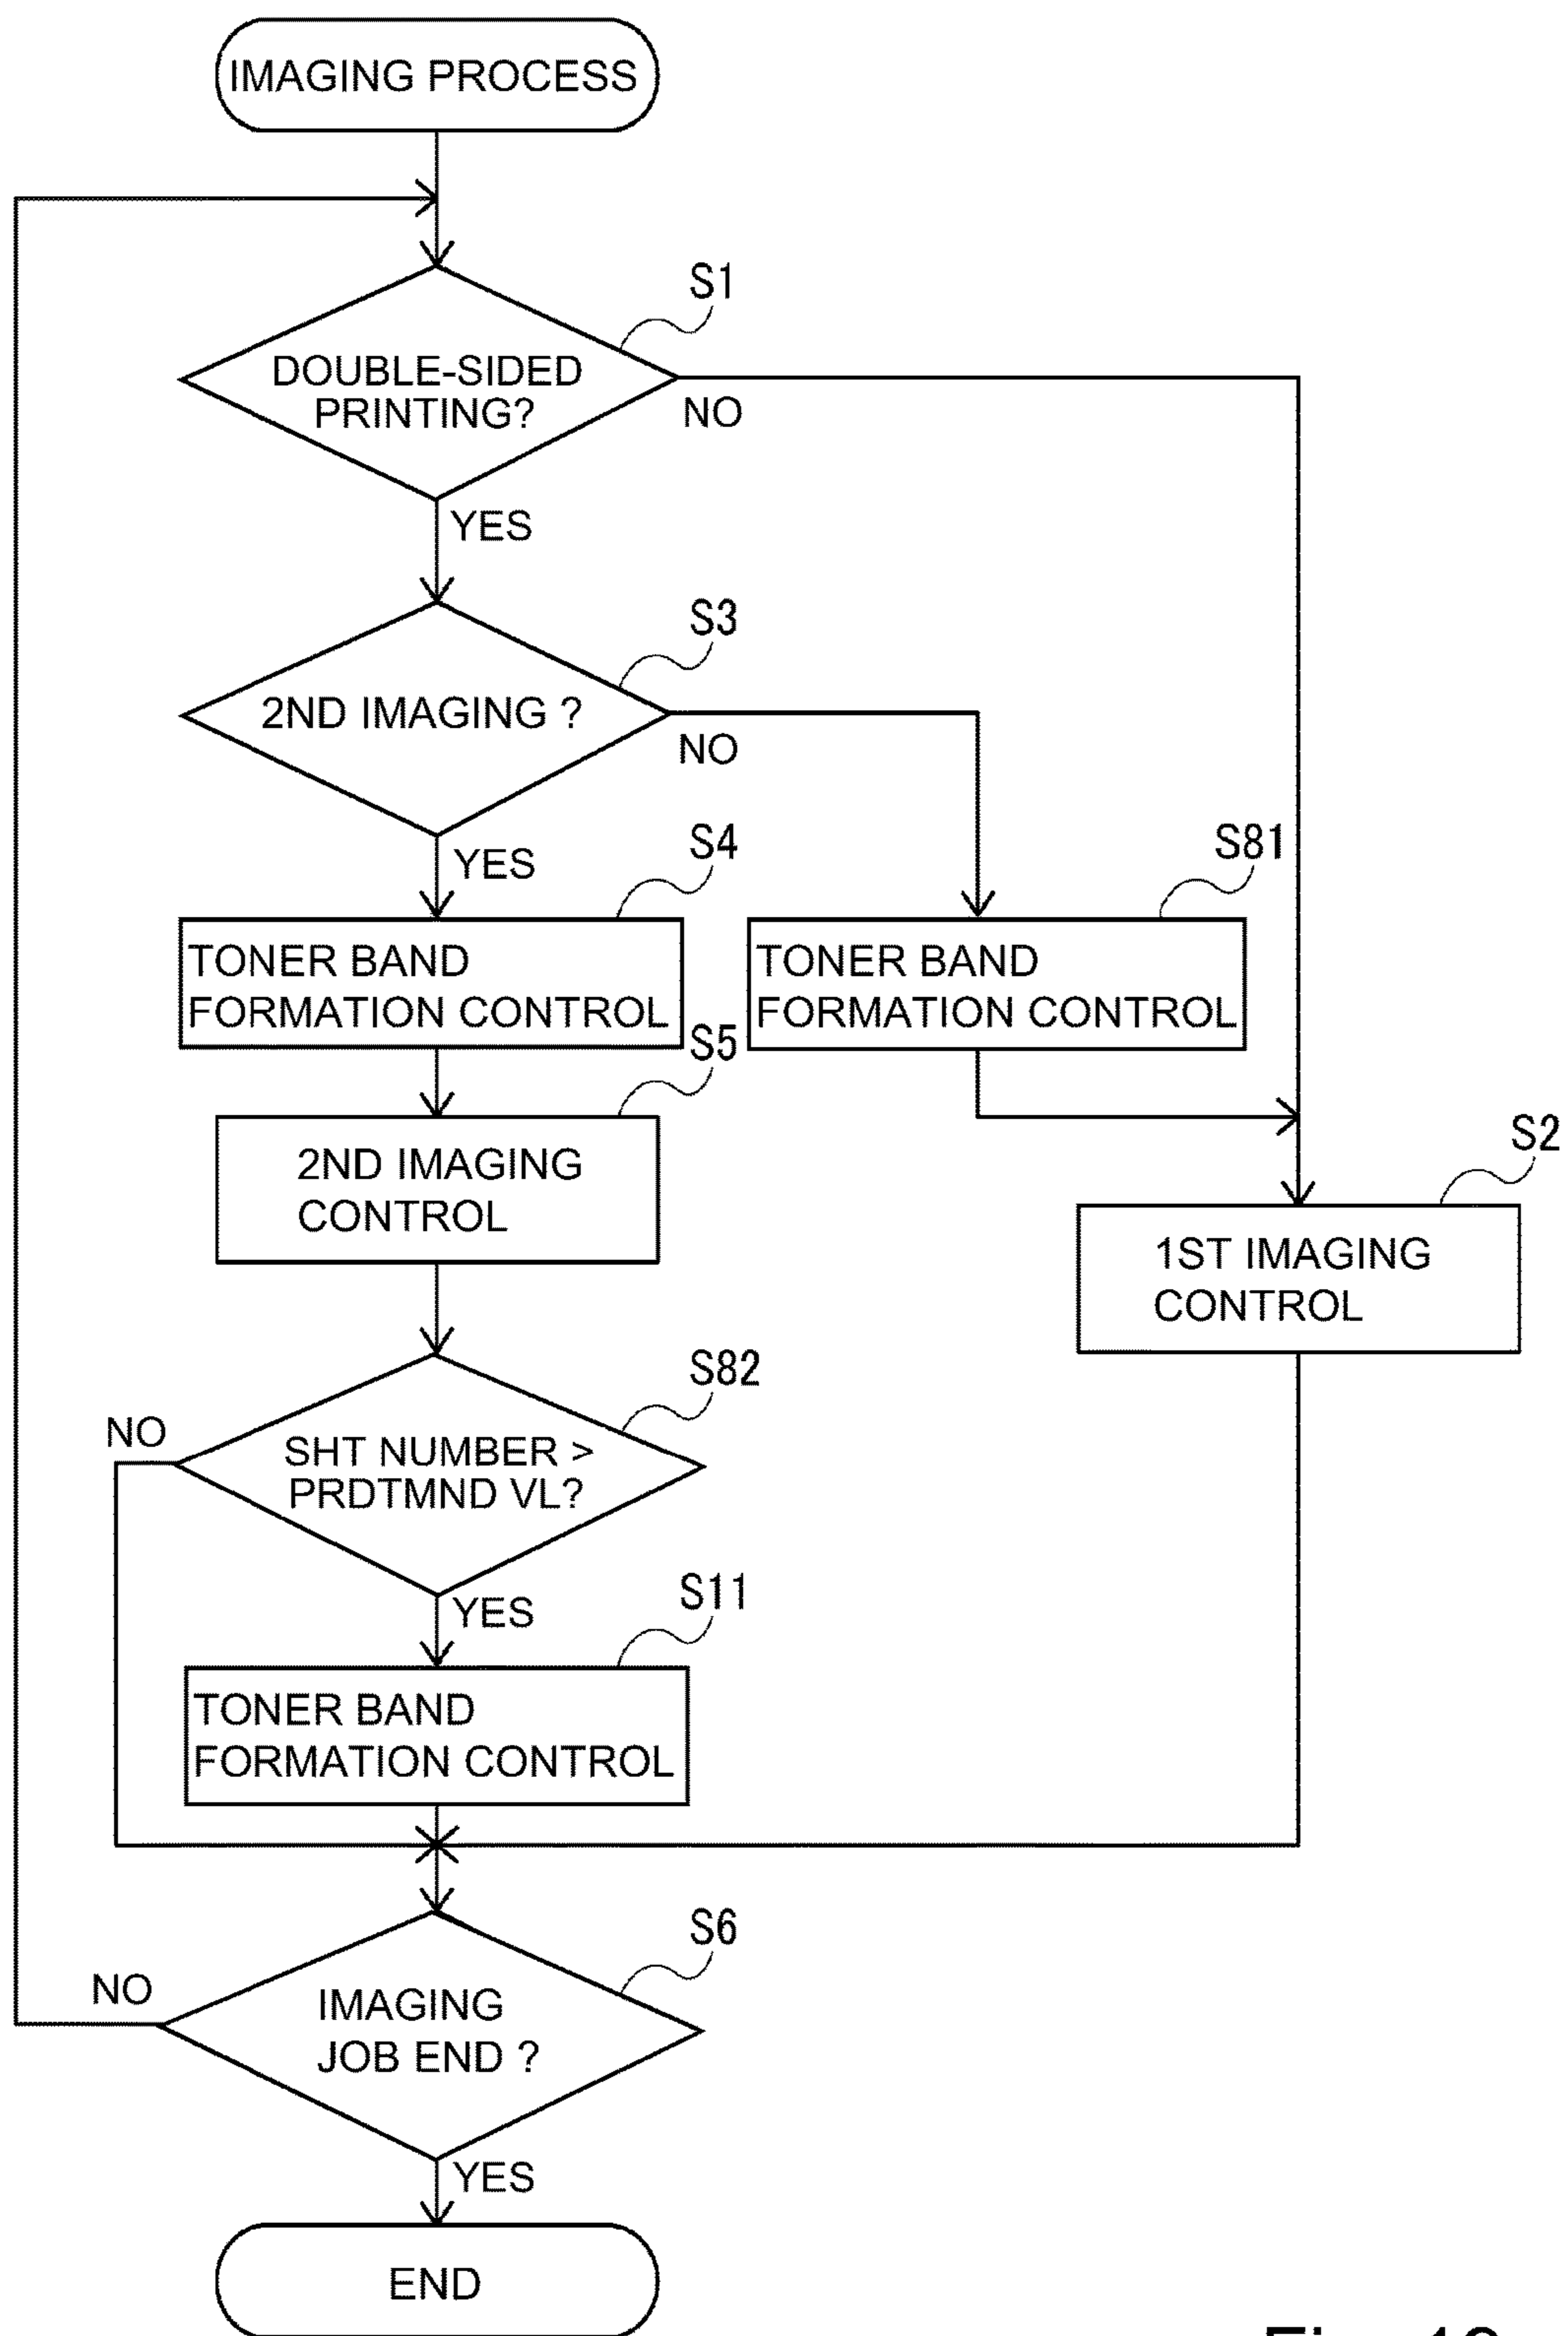 IMAGING PROCESS
S1
DOUBLE-SIDED
PRINTING?
NO
YES
S3
2ND IMAGING ?
NO
YES
S4
S81
TONER BAND
FORMATION CONTROL
TONER BAND
FORMATION CONTROL
S5
2ND IMAGING
CONTROL
S2
1ST IMAGING
CONTROL
S82
NO
SHT NUMBER >
PRDTMND VL?
YES
S11
TONER BAND
FORMATION CONTROL
S6
NO
IMAGING
JOB END ?
YES
END